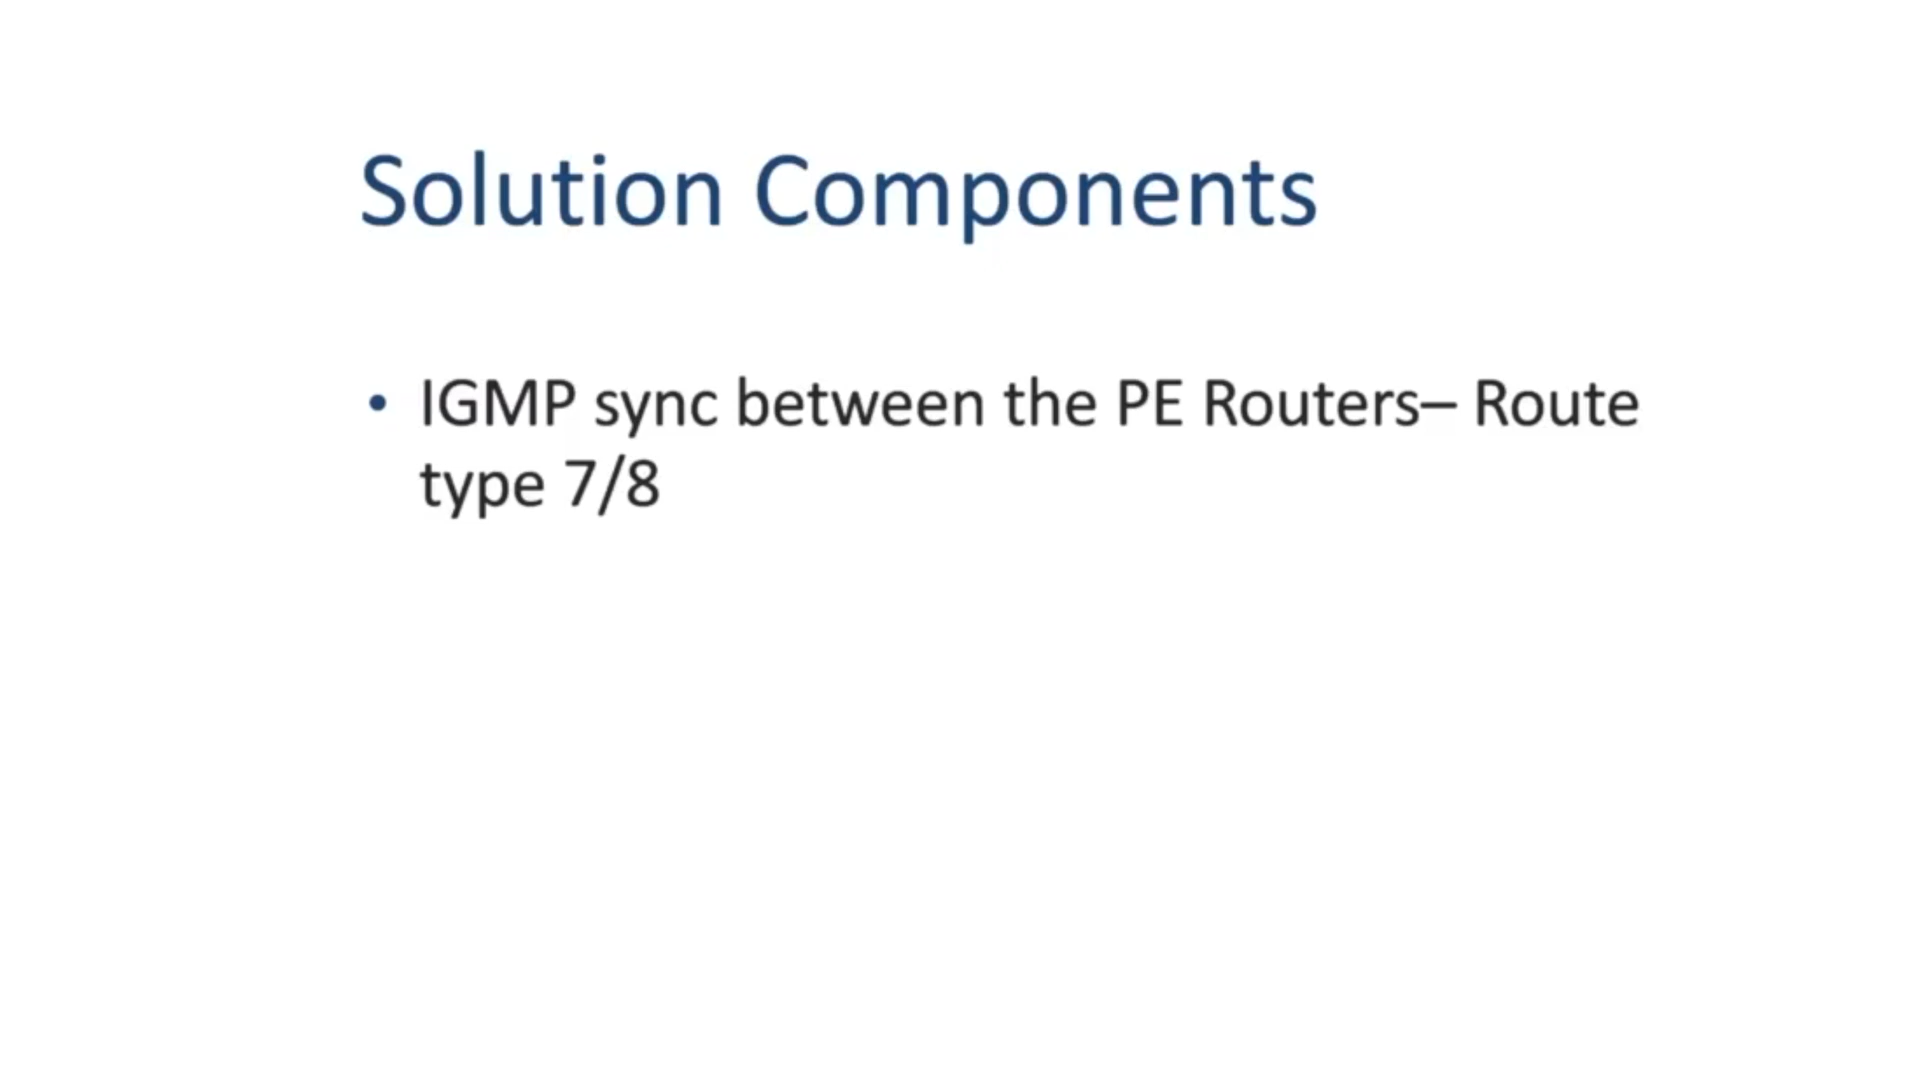 Solution Components
• IGMP sync between the PE Routers– Route
type 7/8